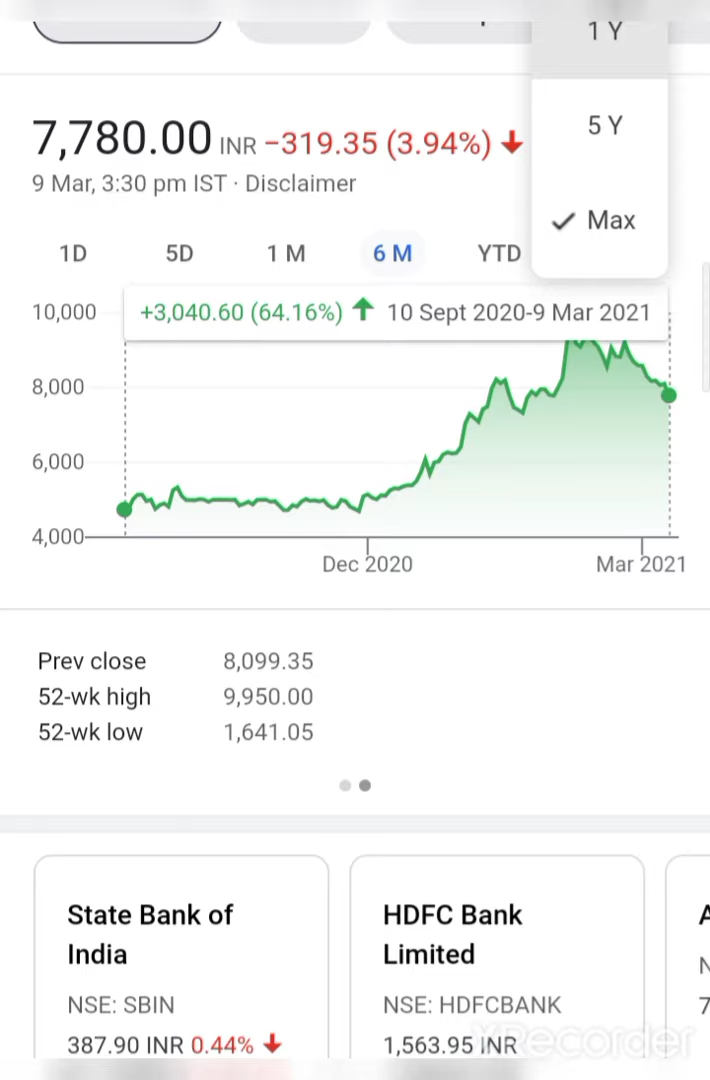 1 Y
5 Y
Max
7,780.00 INR −319.35 (3.94%)
9 Mar, 3:30 pm IST · Disclaimer
1D 5D 1 M 6 M YTD
+3,040.60 (64.16%) 10 Sept 2020-9 Mar 2021
10,000
8,000
6,000
4,000
Dec 2020 Mar 2021
Prev close 8,099.35
52-wk high 9,950.00
52-wk low 1,641.05
State Bank of
India
NSE: SBIN
387.90 INR 0.44%
HDFC Bank
Limited
NSE: HDFCBANK
1,563.95 INR
A
N
7
XRecorder